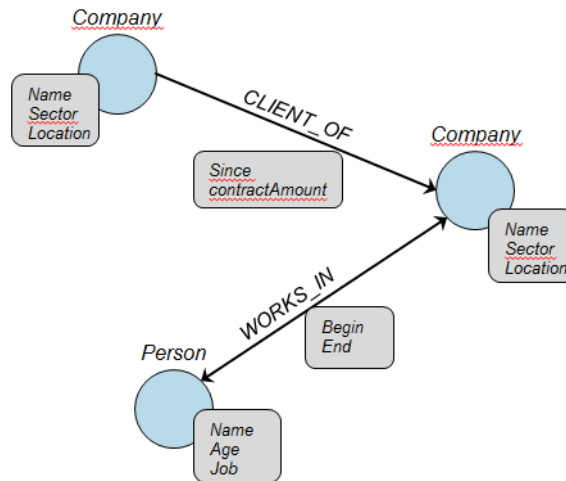 Company
Name
Sector
Location
CLIENT_OF
Since
contractAmount
Company
Name
Sector
Location
WORKS_IN
Begin
End
Person
Name
Age
Job